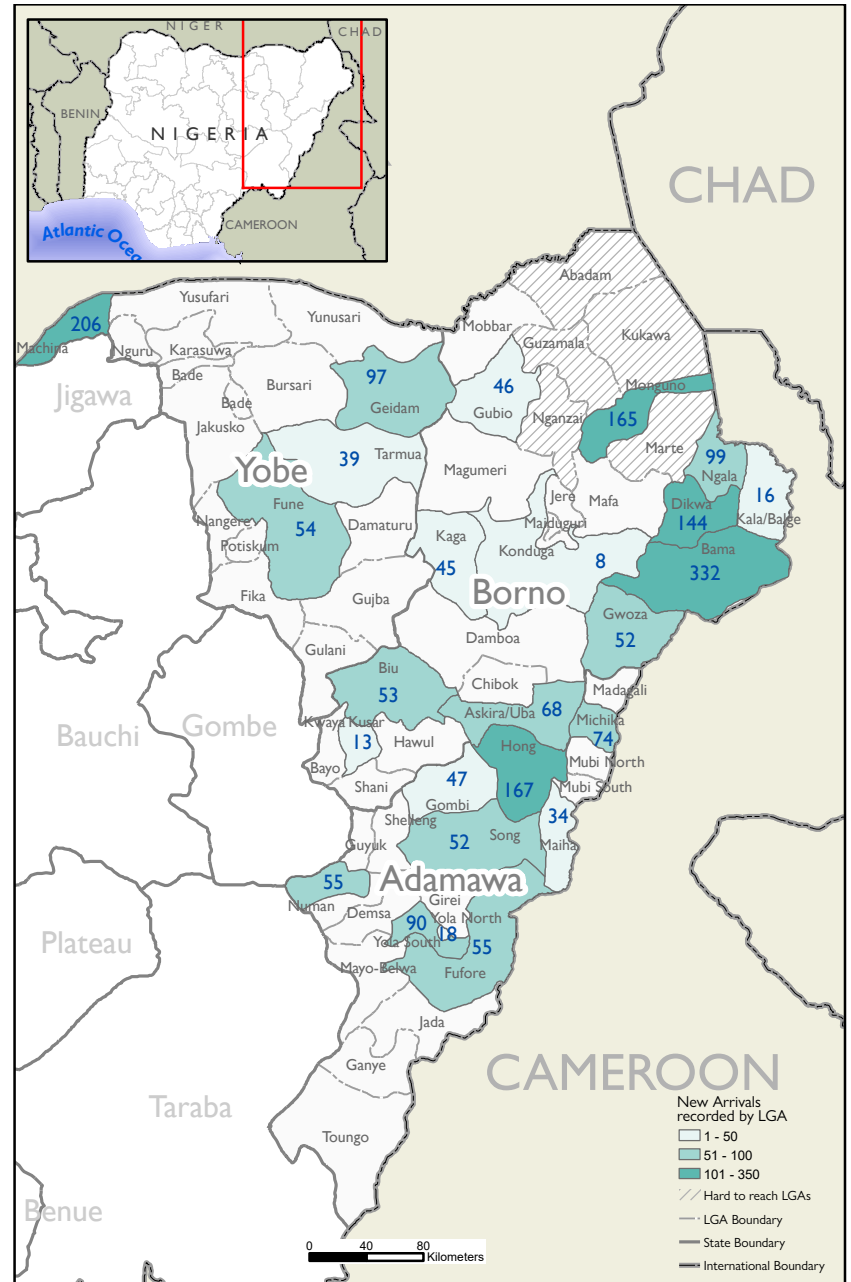 NIGER
CHAD
BENIN
NIGERIA
CAMEROON
Atlantic Ocea
CHAD
Abadam
Yusufari
Yunusari
Mobbar
206
Kukawa
Guzamala
Machina
Nguru
Karasuwa
Bade
97
46
Monguno
Jigawa
Bursari
Geidam
Gubio
Nganzai
165
Bade
Jakusko
Marte
39
Tarmua
99
Yobe
Magumeri
Ngala
Jere
Mafa
16
Fune
Dikwa
Nangere
54
Damaturu
Kaga
Maiduguri
144
Kala/Balge
Potiskum
Konduga
Bama
45
8
332
Fika
Gujba
Borno
Gwoza
Damboa
52
Gulani
Biu
Chibok
Madagali
53
Askira/Uba
68
Michika
Bauchi
Gombe
Kwaya Kusar
74
13
Hawul
Hong
Mubi North
Bayo
47
167
Mubi South
Shani
Gombi
34
Shelleng
Song
Guyuk
52
Maiha
55
Adamawa
Numan
Girei
Demsa
Yola North
90
18
Plateau
Yola South
55
Mayo-Belwa
Fufore
Jada
Ganye
CAMEROON
Taraba
Toungo
Benue
New Arrivals
recorded by LGA
1 - 50
51 - 100
101 - 350
Hard to reach LGAs
LGA Boundary
State Boundary
International Boundary
0 40 80
Kilometers